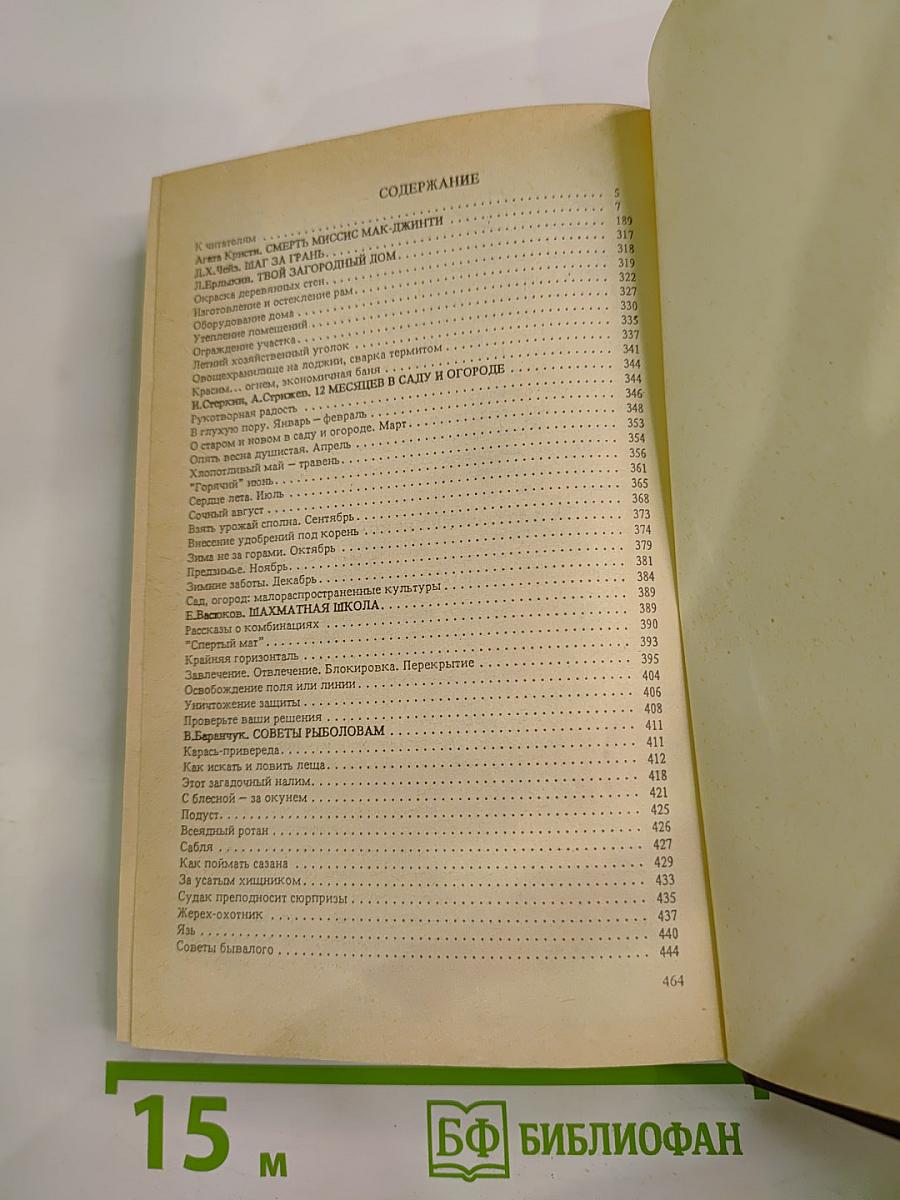 СОДЕРЖАНИЕ
К читателям 5
Агата Кристи. СМЕРТЬ МИССИС МАК-ДЖИНТИ 7
Д.Х.Чейз. ШАГ ЗА ГРАНЬ 189
Л.Ерлыкин. ТВОЙ ЗАГОРОДНЫЙ ДОМ 317
Окраска деревянных стен 318
Изготовление и остекление рам 319
Оборудование дома 322
Утепление помещений 327
Ограждение участка 330
Летний хозяйственный уголок 335
Овощехранилище на лоджии, сварка термитом 337
Красим... огнем, экономичная баня 341
И.Стеркин, А.Стрижев. 12 МЕСЯЦЕВ В САДУ И ОГОРОДЕ 344
Рукотворная радость 344
В глухую пору. Январь – февраль 346
О старом и новом в саду и огороде. Март 348
Опять весна душистая. Апрель 353
Хлопотливый май – травень 354
"Горячий" июнь 356
Сердце лета. Июль 361
Сочный август 365
Взять урожай сполна. Сентябрь 368
Внесение удобрений под корень 373
Зима не за горами. Октябрь 374
Предзимье. Ноябрь 379
Зимние заботы. Декабрь 381
Сад, огород: малораспространенные культуры 384
Е.Васюков. ШАХМАТНАЯ ШКОЛА 389
Рассказы о комбинациях 389
"Спертый мат" 390
Крайняя горизонталь 393
Завлечение. Отвлечение. Блокировка. Перекрытие 395
Освобождение поля или линии 404
Уничтожение защиты 406
Проверьте ваши решения 408
В.Баранчук. СОВЕТЫ РЫБОЛОВАМ 411
Карась-привереда 411
Как искать и ловить леща 412
Этот загадочный налим 418
С блесной – за окунем 421
Подуст 425
Всеядный ротан 426
Сабля 427
Как поймать сазана 429
За усатым хищником 433
Судак преподносит сюрпризы 435
Жерех-охотник 437
Язь 440
Советы бывалого 444
464
15 м
БФ БИБЛИОФАН